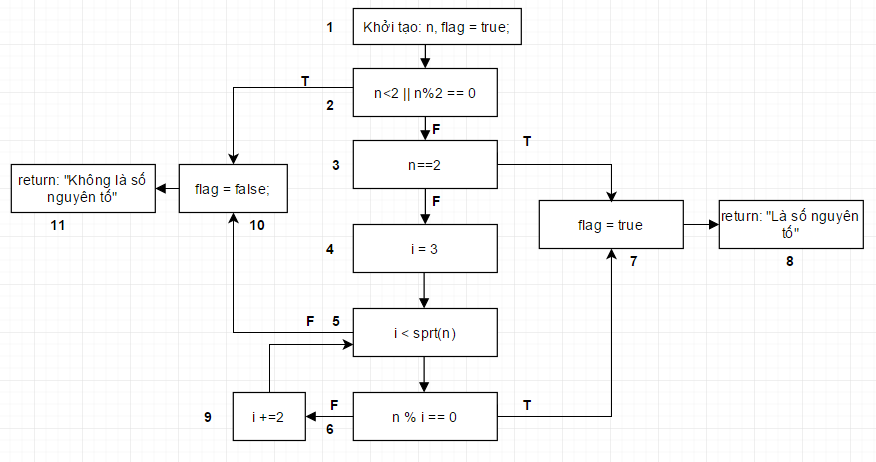 1
Khởi tạo: n, flag = true;
T
2
n<2 || n%2 == 0
F
T
3
n==2
return: "Không là số
nguyên tố"
11
flag = false;
10
F
flag = true
7
return: "Là số nguyên
tố"
8
4
i = 3
F
5
i < sprt(n)
9
i +=2
F
6
n % i == 0
T